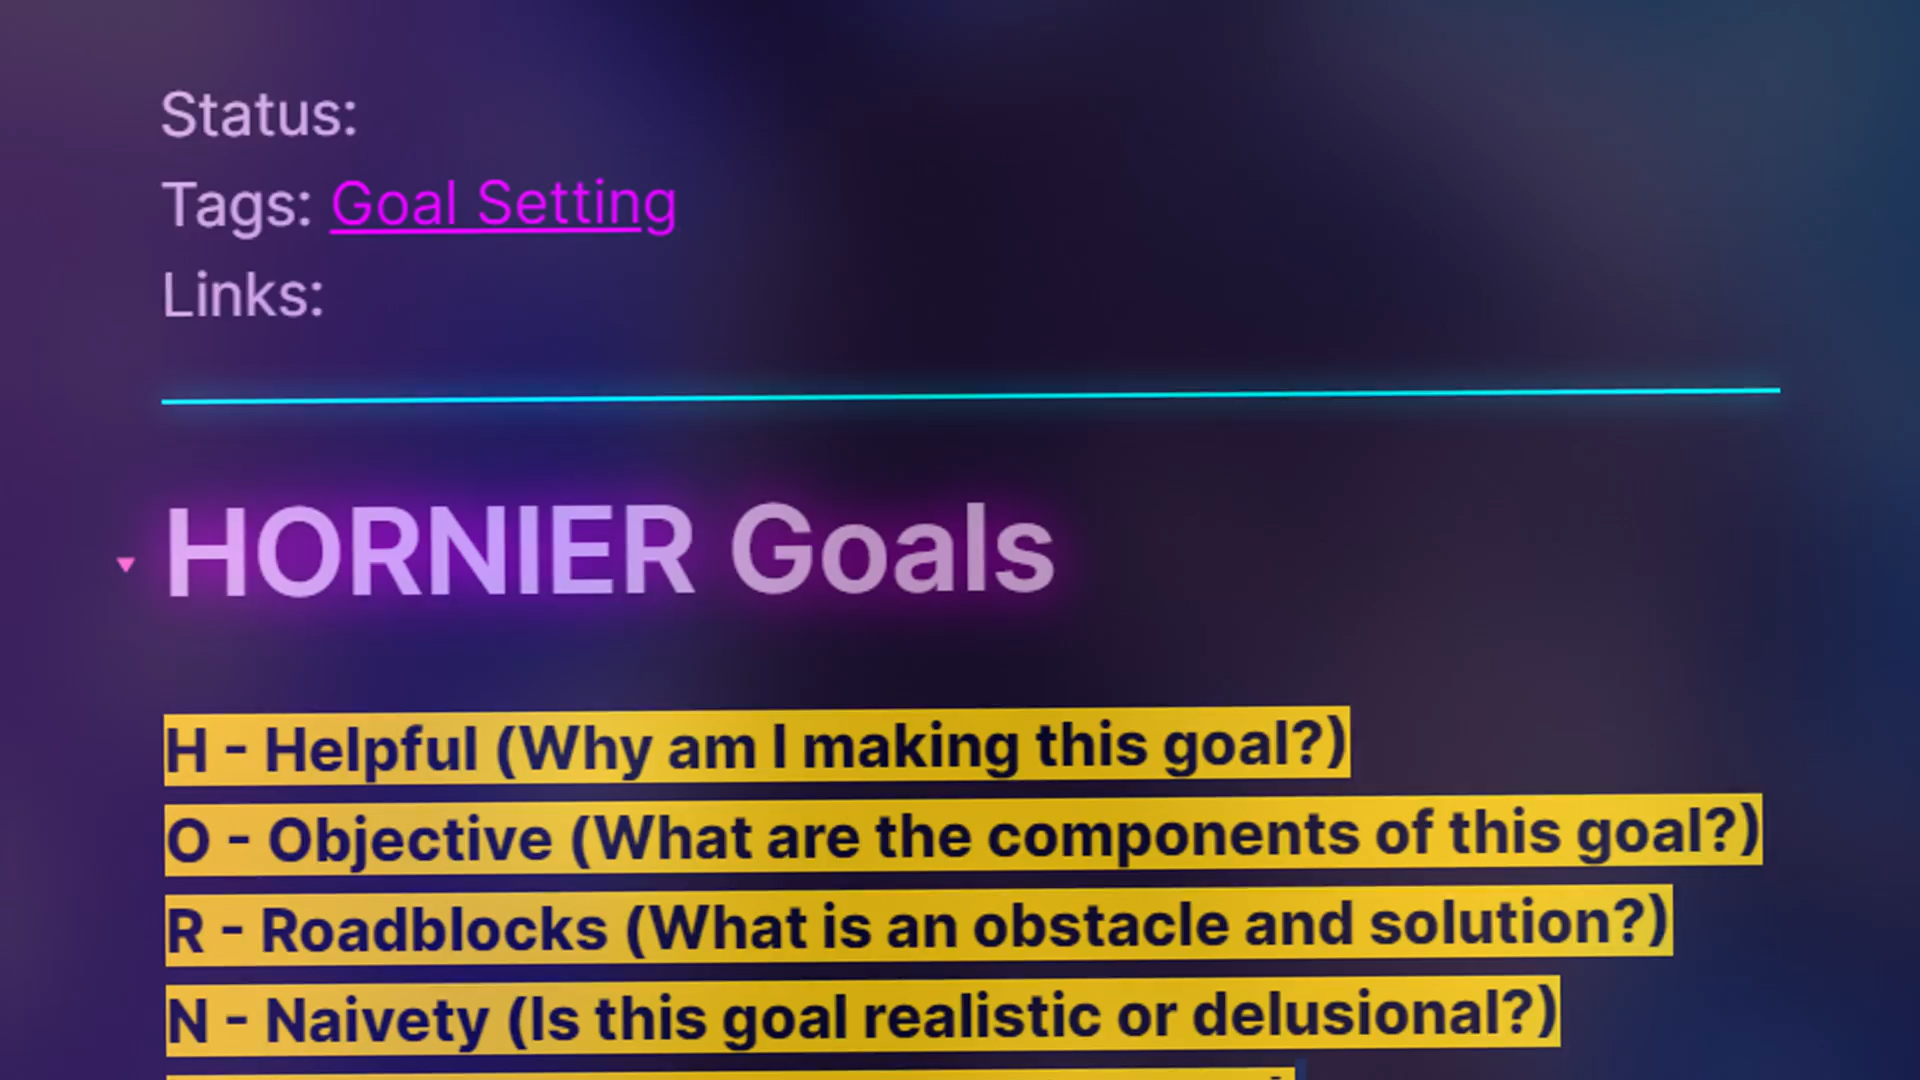 Status:
Tags: Goal Setting
Links:
HORNIER Goals
H - Helpful (Why am I making this goal?)
O - Objective (What are the components of this goal?)
R - Roadblocks (What is an obstacle and solution?)
N - Naivety (Is this goal realistic or delusional?)